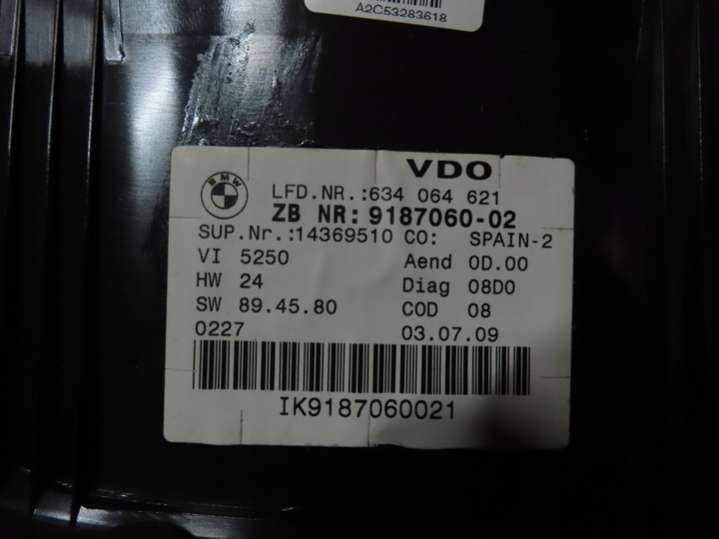 A2C53283618
BMW
VDO
LFD.NR.:634 064 621
ZB NR: 9187060-02
SUP.Nr.:14369510 CO: SPAIN-2
VI 5250 Aend 0D.00
HW 24 Diag 08D0
SW 89.45.80 COD 08
0227 03.07.09
IK9187060021